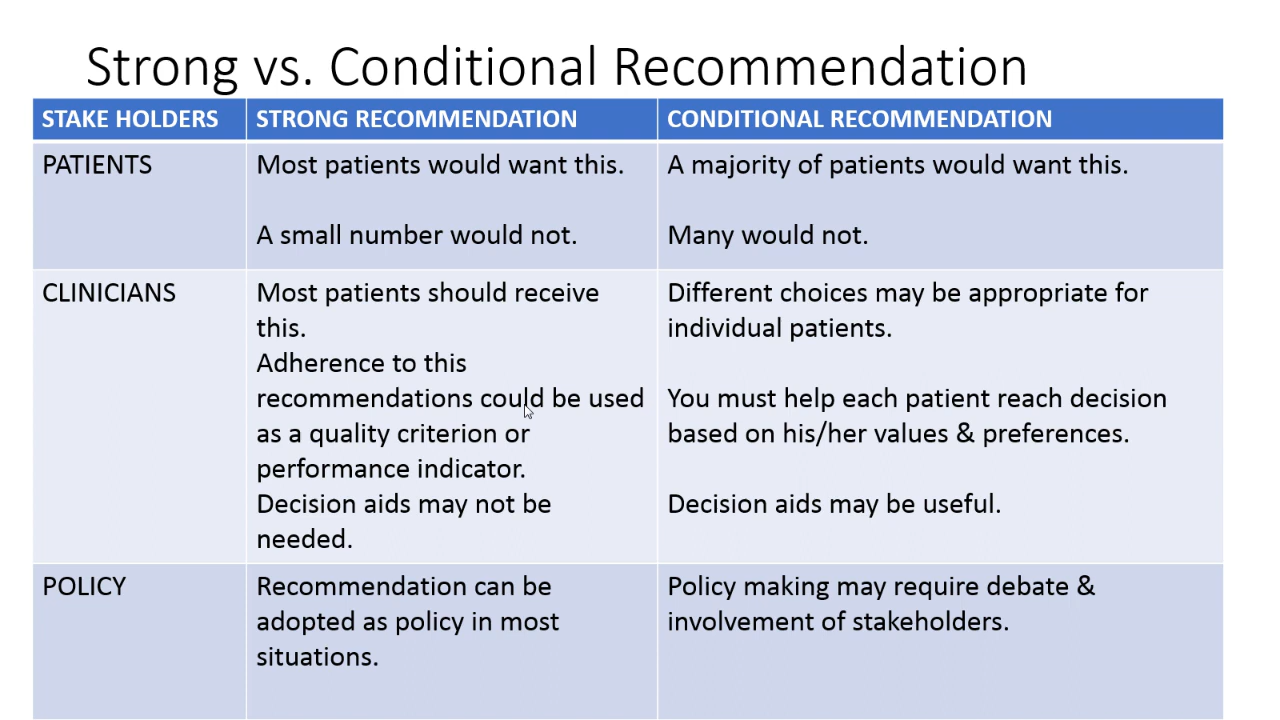 Strong vs. Conditional Recommendation
STAKE HOLDERS
STRONG RECOMMENDATION
CONDITIONAL RECOMMENDATION
PATIENTS
Most patients would want this.
A small number would not.
A majority of patients would want this.
Many would not.
CLINICIANS
Most patients should receive
this.
Adherence to this
recommendations could be used
as a quality criterion or
performance indicator.
Decision aids may not be
needed.
Different choices may be appropriate for
individual patients.
You must help each patient reach decision
based on his/her values & preferences.
Decision aids may be useful.
POLICY
Recommendation can be
adopted as policy in most
situations.
Policy making may require debate &
involvement of stakeholders.